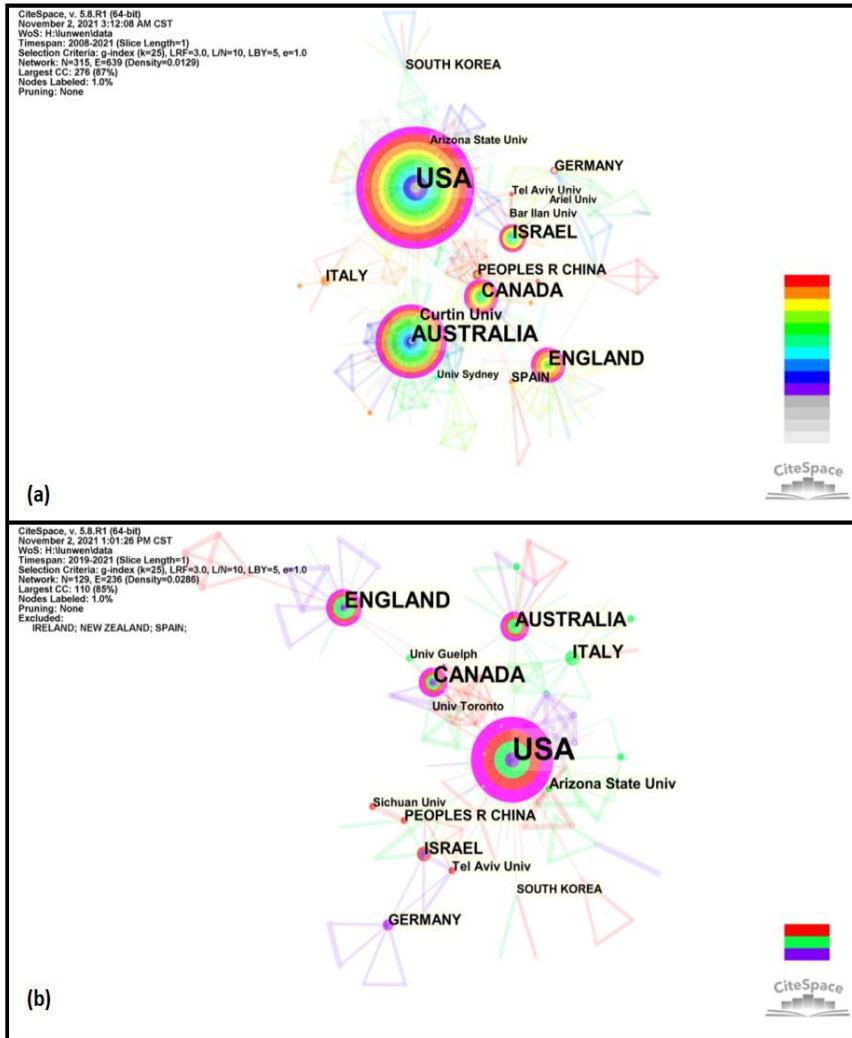 CiteSpace, v. 5.8.R1 (64-bit)
November 2, 2021 3:12:08 AM CST
WoS: H:\lunwen\data
Timespan: 2008-2021 (Slice Length=1)
Selection Criteria: g-index (k=25), LRF=3.0, L/N=10, LBY=5, e=1.0
Network: N=315, E=639 (Density=0.0129)
Largest CC: 276 (87%)
Nodes Labeled: 1.0%
Pruning: None
SOUTH KOREA
Arizona State Univ
USA
GERMANY
Tel Aviv Univ
Ariel Univ
Bar Ilan Univ
ISRAEL
ITALY
PEOPLES R CHINA
CANADA
Curtin Univ
AUSTRALIA
ENGLAND
Univ Sydney
SPAIN
CiteSpace
(a)
CiteSpace, v. 5.8.R1 (64-bit)
November 2, 2021 1:01:26 PM CST
WoS: H:\lunwen\data
Timespan: 2019-2021 (Slice Length=1)
Selection Criteria: g-index (k=25), LRF=3.0, L/N=10, LBY=5, e=1.0
Network: N=129, E=236 (Density=0.0286)
Largest CC: 110 (85%)
Nodes Labeled: 1.0%
Pruning: None
Excluded:
IRELAND; NEW ZEALAND; SPAIN;
ENGLAND
AUSTRALIA
Univ Guelph
ITALY
CANADA
Univ Toronto
USA
Arizona State Univ
Sichuan Univ
PEOPLES R CHINA
ISRAEL
Tel Aviv Univ
SOUTH KOREA
GERMANY
CiteSpace
(b)